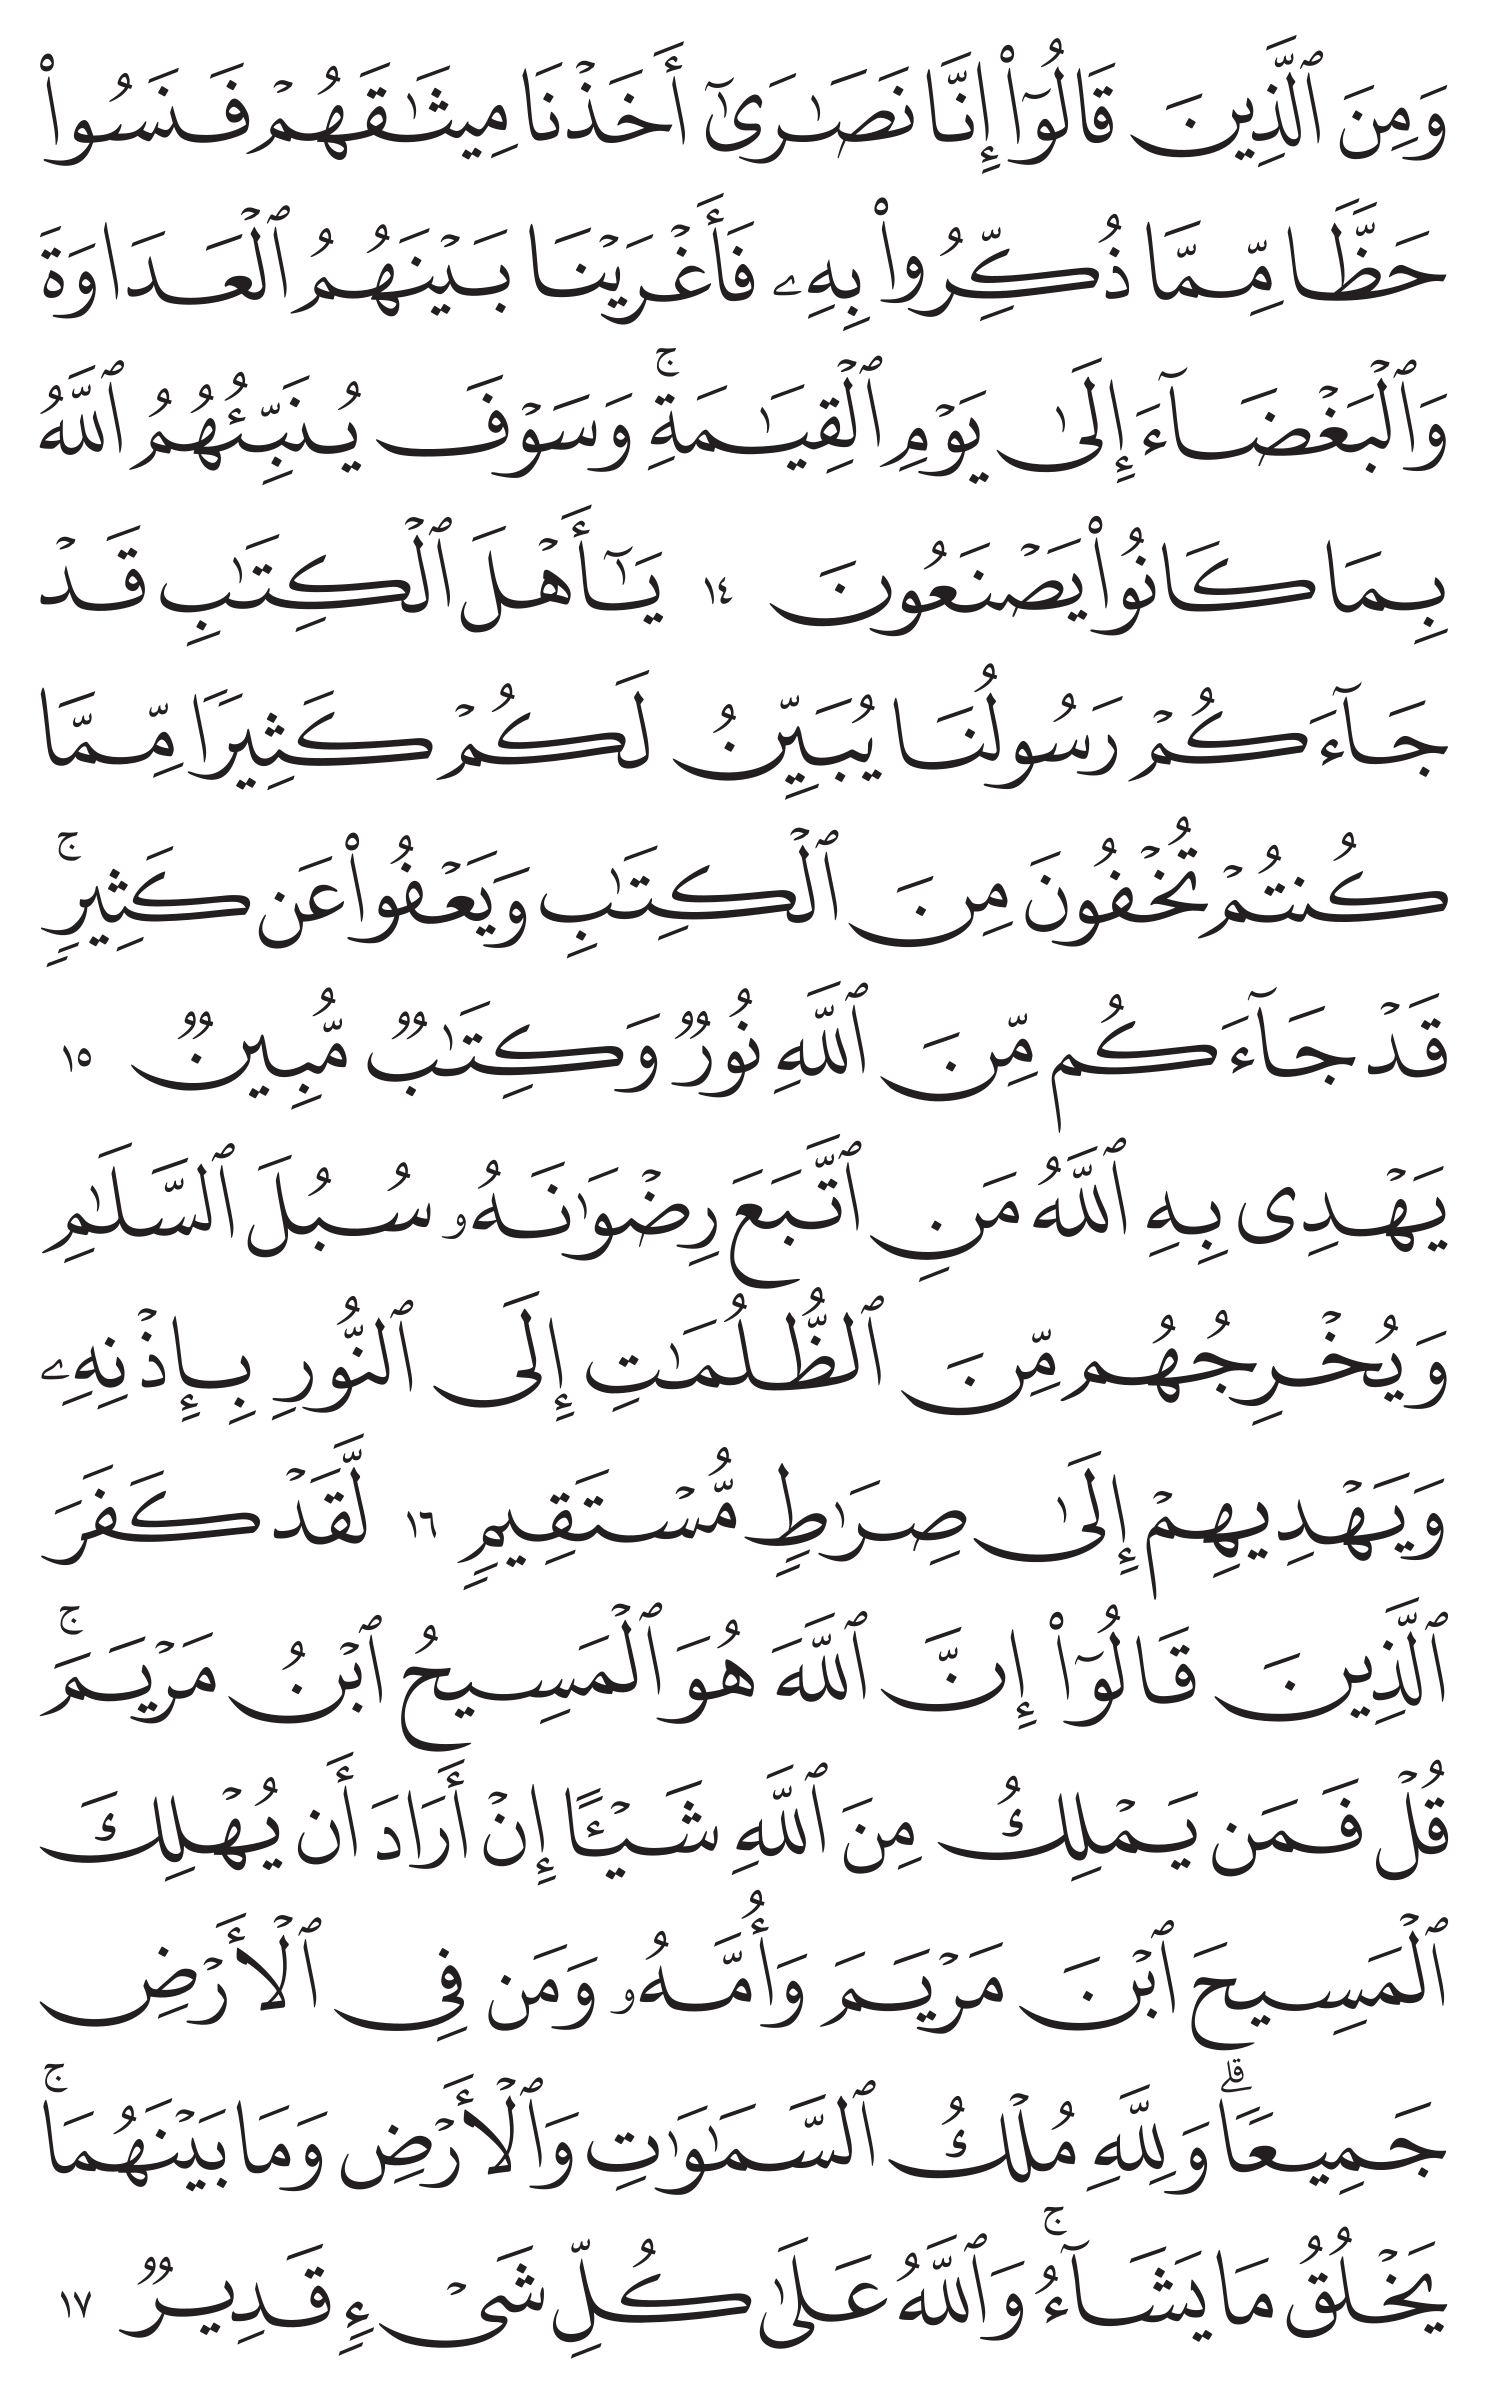 وَمِنَ ٱلَّذِينَ قَالُوٓا۟ إِنَّا نَصَـٰرَىٰٓ أَخَذْنَا مِيثَـٰقَهُمْ فَنَسُوا۟
حَظًّا مِّمَّا ذُكِّرُوا۟ بِهِۦ فَأَغْرَيْنَا بَيْنَهُمُ ٱلْعَدَاوَةَ
وَٱلْبَغْضَآءَ إِلَىٰ يَوْمِ ٱلْقِيَـٰمَةِ ۚ وَسَوْفَ يُنَبِّئُهُمُ ٱللَّهُ
بِمَا كَانُوا۟ يَصْنَعُونَ ١٤ يَـٰٓأَهْلَ ٱلْكِتَـٰبِ قَدْ
جَآءَكُمْ رَسُولُنَا يُبَيِّنُ لَكُمْ كَثِيرًا مِّمَّا
كُنتُمْ تُخْفُونَ مِنَ ٱلْكِتَـٰبِ وَيَعْفُوا۟ عَن كَثِيرٍ ۚ
قَدْ جَآءَكُم مِّنَ ٱللَّهِ نُورٌ وَكِتَـٰبٌ مُّبِينٌ ١٥
يَهْدِى بِهِ ٱللَّهُ مَنِ ٱتَّبَعَ رِضْوَٰنَهُۥ سُبُلَ ٱلسَّلَـٰمِ
وَيُخْرِجُهُم مِّنَ ٱلظُّلُمَـٰتِ إِلَى ٱلنُّورِ بِإِذْنِهِۦ
وَيَهْدِيهِمْ إِلَىٰ صِرَٰطٍ مُّسْتَقِيمٍ ١٦ لَّقَدْ كَفَرَ
ٱلَّذِينَ قَالُوٓا۟ إِنَّ ٱللَّهَ هُوَ ٱلْمَسِيحُ ٱبْنُ مَرْيَمَ ۚ
قُلْ فَمَن يَمْلِكُ مِنَ ٱللَّهِ شَيْـًٔا إِنْ أَرَادَ أَن يُهْلِكَ
ٱلْمَسِيحَ ٱبْنَ مَرْيَمَ وَأُمَّهُۥ وَمَن فِى ٱلْأَرْضِ
جَمِيعًا ۗ وَلِلَّهِ مُلْكُ ٱلسَّمَـٰوَٰتِ وَٱلْأَرْضِ وَمَا بَيْنَهُمَا ۚ
يَخْلُقُ مَا يَشَآءُ ۚ وَٱللَّهُ عَلَىٰ كُلِّ شَىْءٍ قَدِيرٌ ١٧